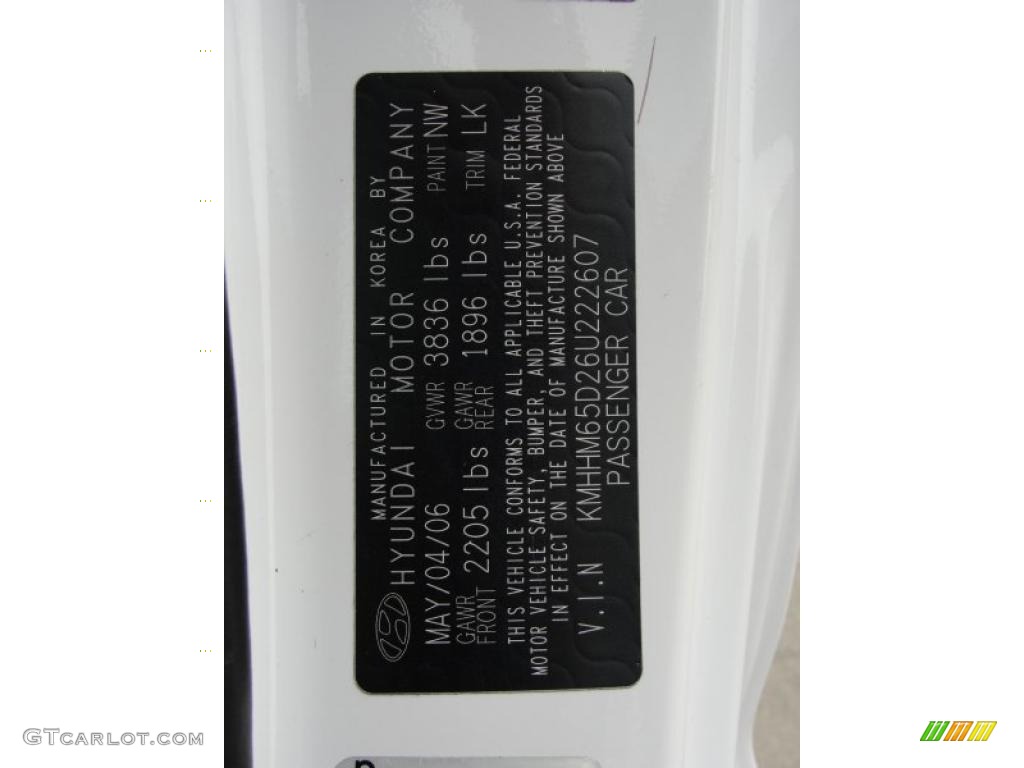 MANUFACTURED IN KOREA BY
HYUNDAI MOTOR COMPANY
MAY/04/06 GVWR 3836 lbs PAINT NW
GAWR FRONT 2205 lbs GAWR REAR 1896 lbs TRIM LK
THIS VEHICLE CONFORMS TO ALL APPLICABLE U.S.A. FEDERAL
MOTOR VEHICLE SAFETY, BUMPER, AND THEFT PREVENTION STANDARDS
IN EFFECT ON THE DATE OF MANUFACTURE SHOWN ABOVE
V.I.N KMHHM65D26U222607
PASSENGER CAR
GTCARLOT.COM